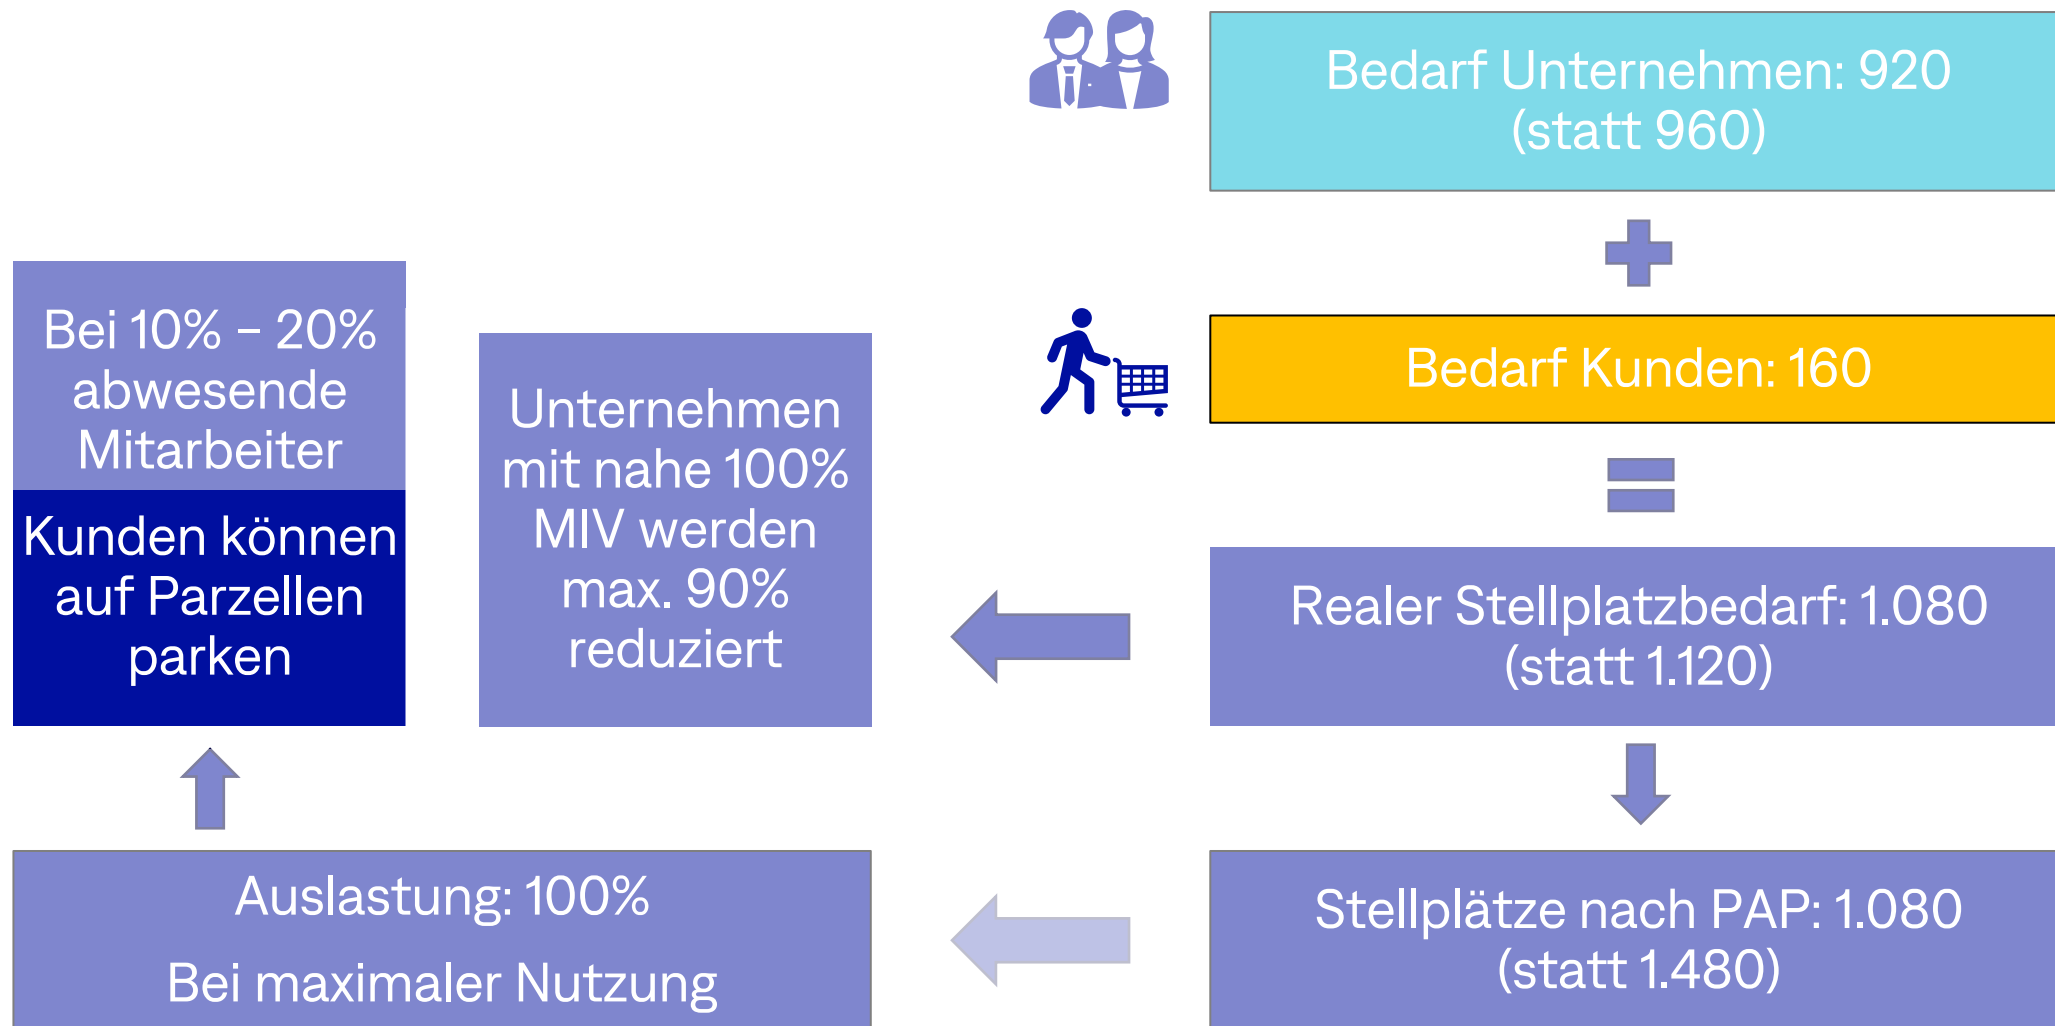 Bedarf Unternehmen: 920
(statt 960)
Bedarf Kunden: 160
Realer Stellplatzbedarf: 1.080
(statt 1.120)
Stellplätze nach PAP: 1.080
(statt 1.480)
Unternehmen
mit nahe 100%
MIV werden
max. 90%
reduziert
Bei 10% – 20%
abwesende
Mitarbeiter
Kunden können
auf Parzellen
parken
Auslastung: 100%
Bei maximaler Nutzung